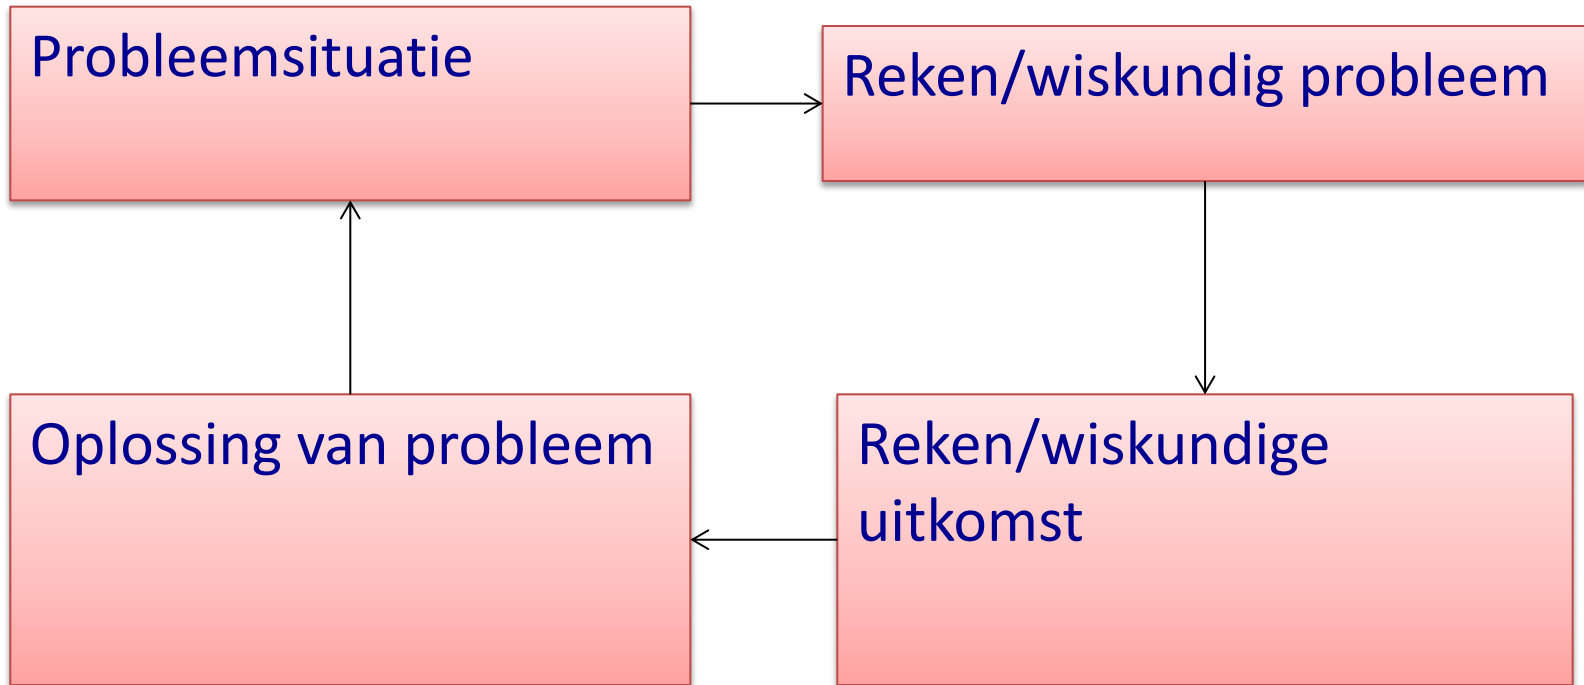 Probleemsituatie
Reken/wiskundig probleem
Oplossing van probleem
Reken/wiskundige
uitkomst